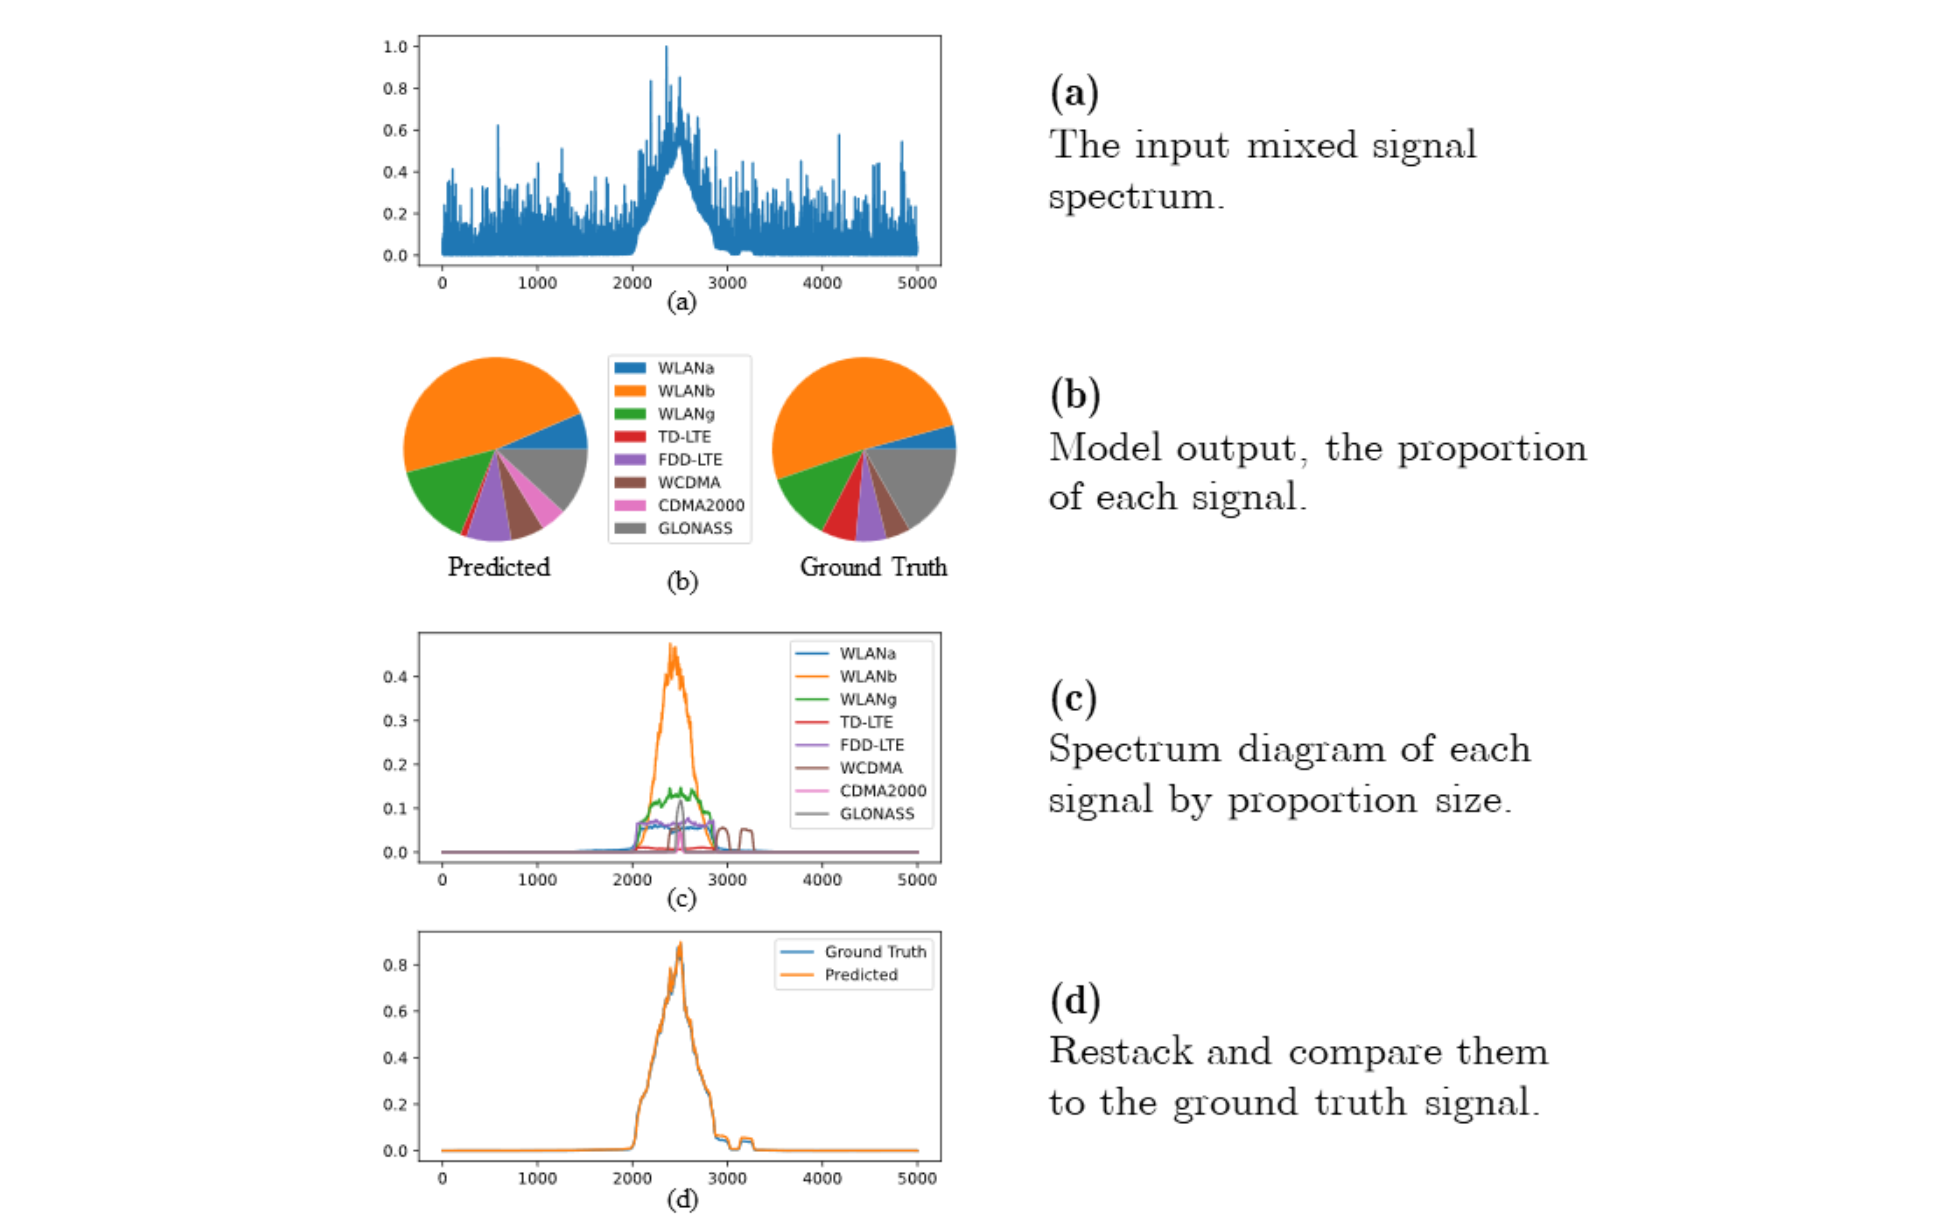 1.0
0.8
0.6
0.4
0.2
0.0
0 1000 2000 3000 4000 5000
(a)
(a)
The input mixed signal
spectrum.
WLANa
WLANb
WLANg
TD-LTE
FDD-LTE
WCDMA
CDMA2000
GLONASS
Predicted
Ground Truth
(b)
(b)
Model output, the proportion
of each signal.
0.4
0.3
0.2
0.1
0.0
WLANa
WLANb
WLANg
TD-LTE
FDD-LTE
WCDMA
CDMA2000
GLONASS
0 1000 2000 3000 4000 5000
(c)
(c)
Spectrum diagram of each
signal by proportion size.
0.8
0.6
0.4
0.2
0.0
Ground Truth
Predicted
0 1000 2000 3000 4000 5000
(d)
(d)
Restack and compare them
to the ground truth signal.